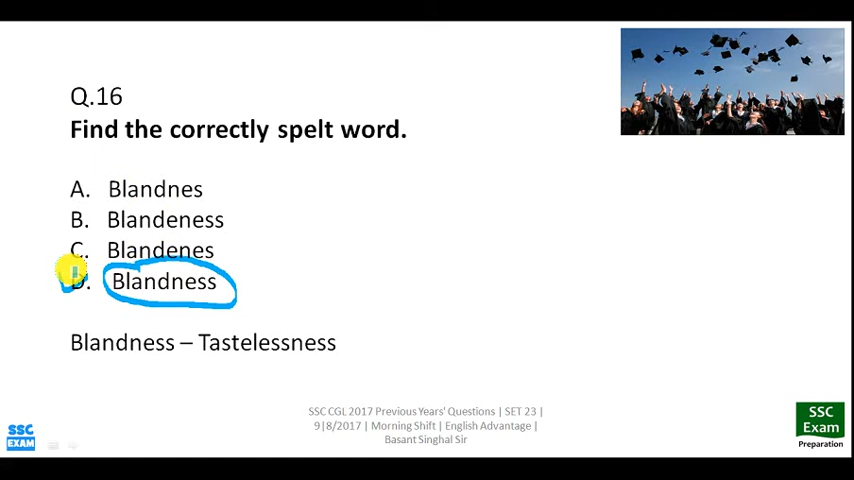 Q.16
Find the correctly spelt word.
A. Blandnes
B. Blandeness
C. Blandenes
D. Blandness
Blandness – Tastelessness
SSC CGL 2017 Previous Years' Questions | SET 23 |
9|8/2017 | Morning Shift | English Advantage |
Basant Singhal Sir
SSC
EXAM
SSC
Exam
Preparation